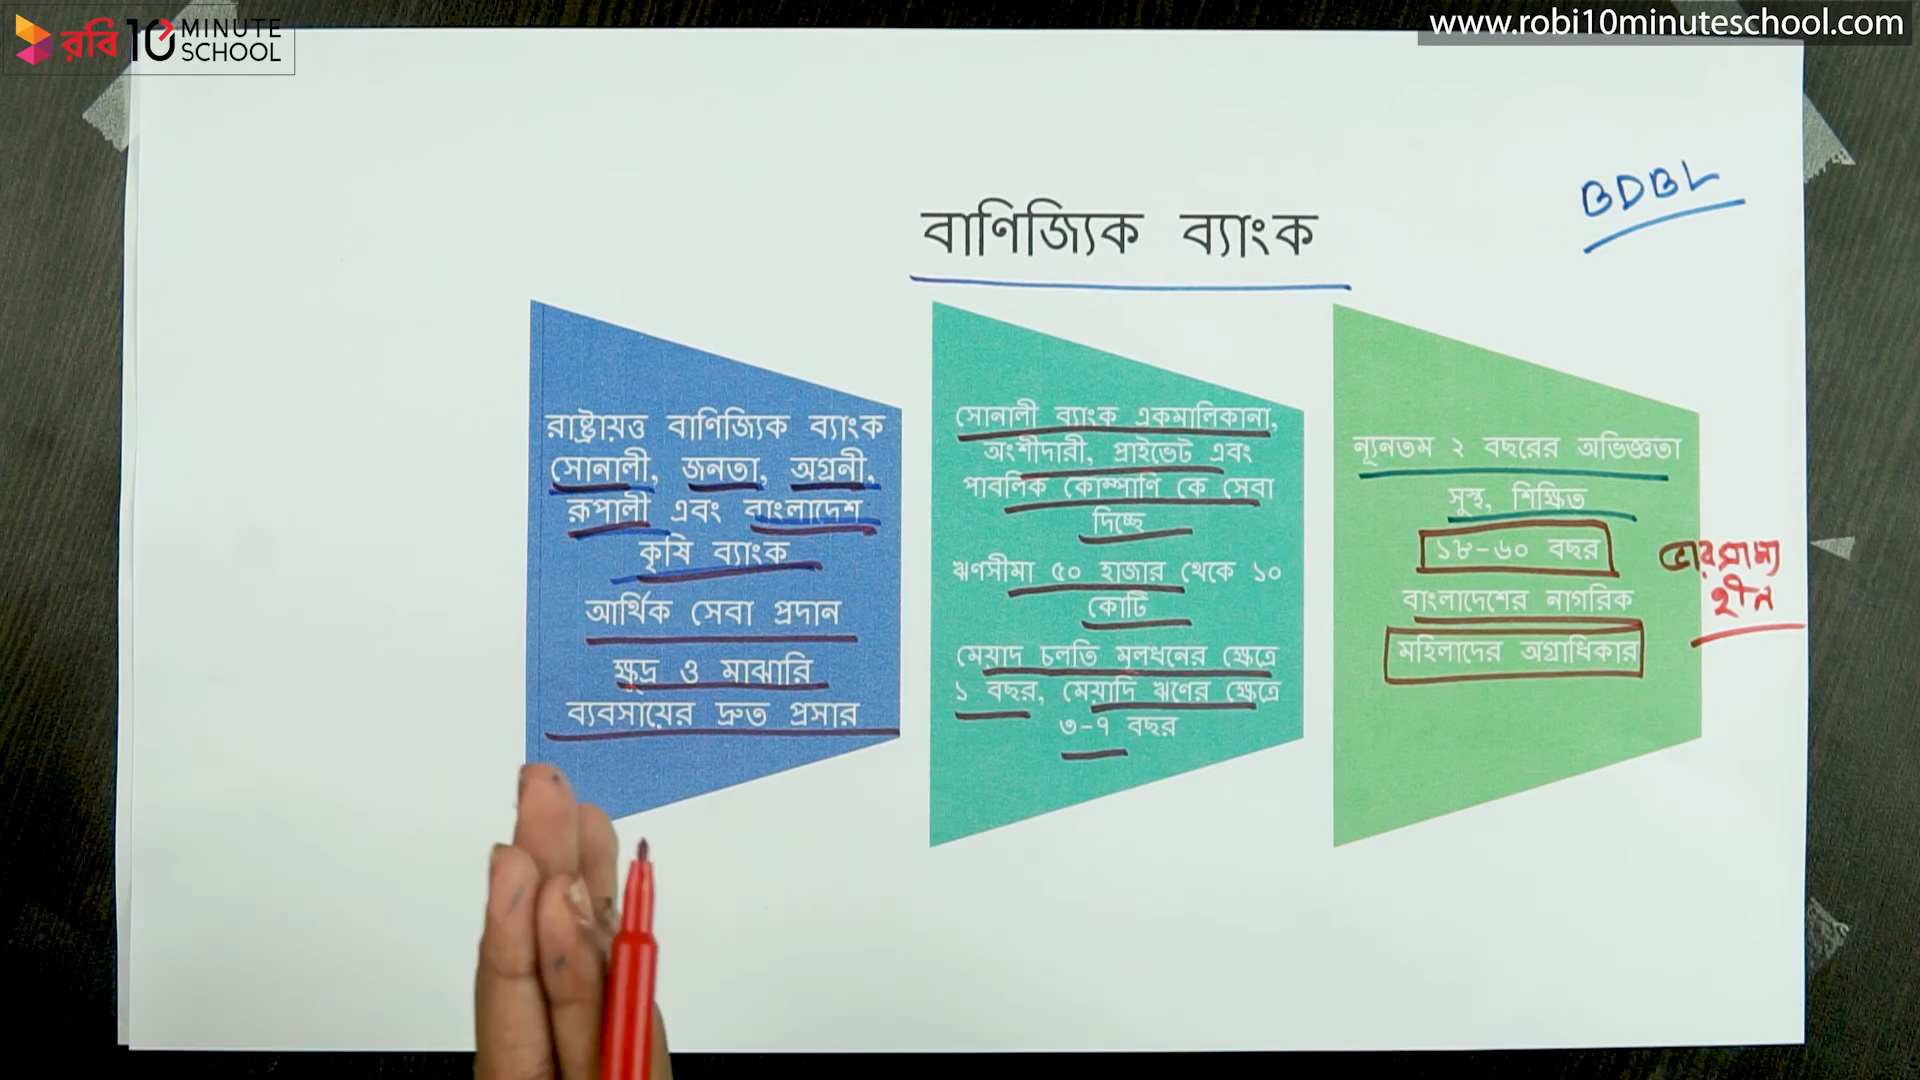 রবি 10 MINUTE SCHOOL
www.robi10minuteschool.com
BDBL
বাণিজ্যিক ব্যাংক
রাষ্ট্রায়ত্ত বাণিজ্যিক ব্যাংক
সোনালী, জনতা, অগ্রনী,
রূপালী এবং বাংলাদেশ
কৃষি ব্যাংক
আর্থিক সেবা প্রদান
ক্ষুদ্র ও মাঝারি
ব্যবসায়ের দ্রুত প্রসার
সোনালী ব্যাংক একমালিকানা,
অংশীদারী, প্রাইভেট এবং
পাবলিক কোম্পাণি কে সেবা
দিচ্ছে
ঋণসীমা ৫০ হাজার থেকে ১০
কোটি
মেয়াদ চলতি মূলধনের ক্ষেত্রে
১ বছর, মেয়াদি ঋণের ক্ষেত্রে
৩-৭ বছর
ন্যূনতম ২ বছরের অভিজ্ঞতা
সুস্থ, শিক্ষিত
১৮-৬০ বছর
বাংলাদেশের নাগরিক
মহিলাদের অগ্রাধিকার
ভারসাম্য
হীন